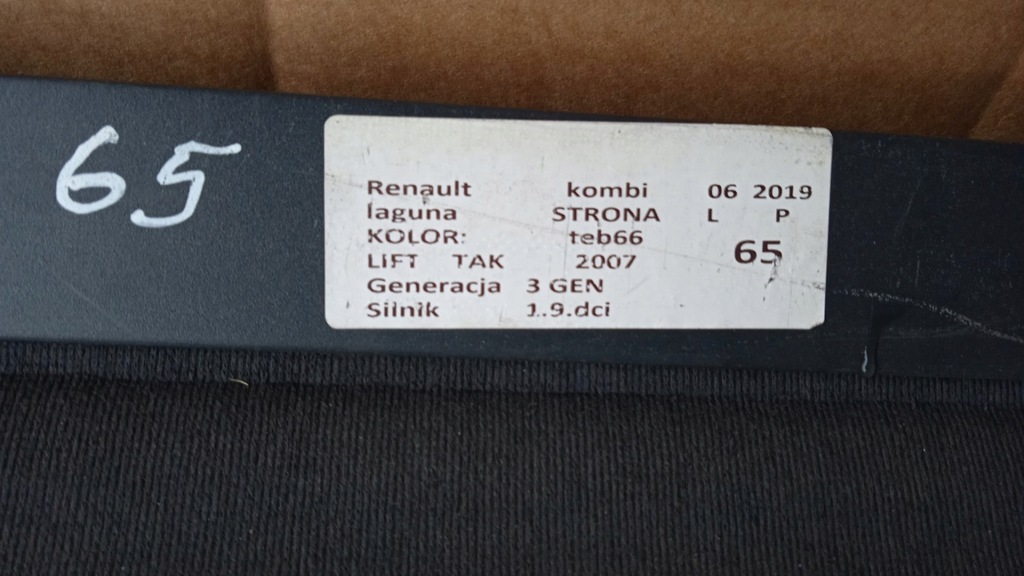 65
Renault kombi 06 2019
laguna STRONA L P
KOLOR: teb66
65
LIFT TAK 2007
Generacja 3 GEN
Silnik 1.9.dci